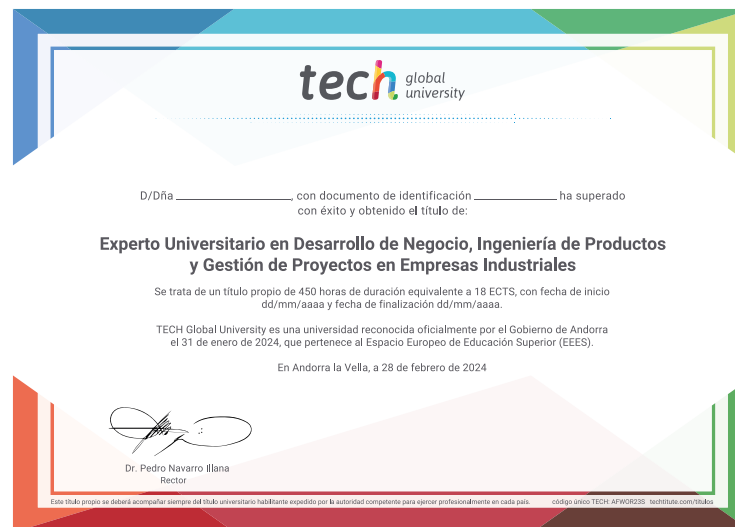 tech global university
D/Dña ____________________, con documento de identificación ______________ ha superado
con éxito y obtenido el título de:
Experto Universitario en Desarrollo de Negocio, Ingeniería de Productos
y Gestión de Proyectos en Empresas Industriales
Se trata de un título propio de 450 horas de duración equivalente a 18 ECTS, con fecha de inicio
dd/mm/aaaa y fecha de finalización dd/mm/aaaa.
TECH Global University es una universidad reconocida oficialmente por el Gobierno de Andorra
el 31 de enero de 2024, que pertenece al Espacio Europeo de Educación Superior (EEES).
En Andorra la Vella, a 28 de febrero de 2024
Dr. Pedro Navarro Illana
Rector
Este título propio se deberá acompañar siempre del título universitario habilitante expedido por la autoridad competente para ejercer profesionalmente en cada país. código único TECH: AFWOR23S techtitute.com/titulos